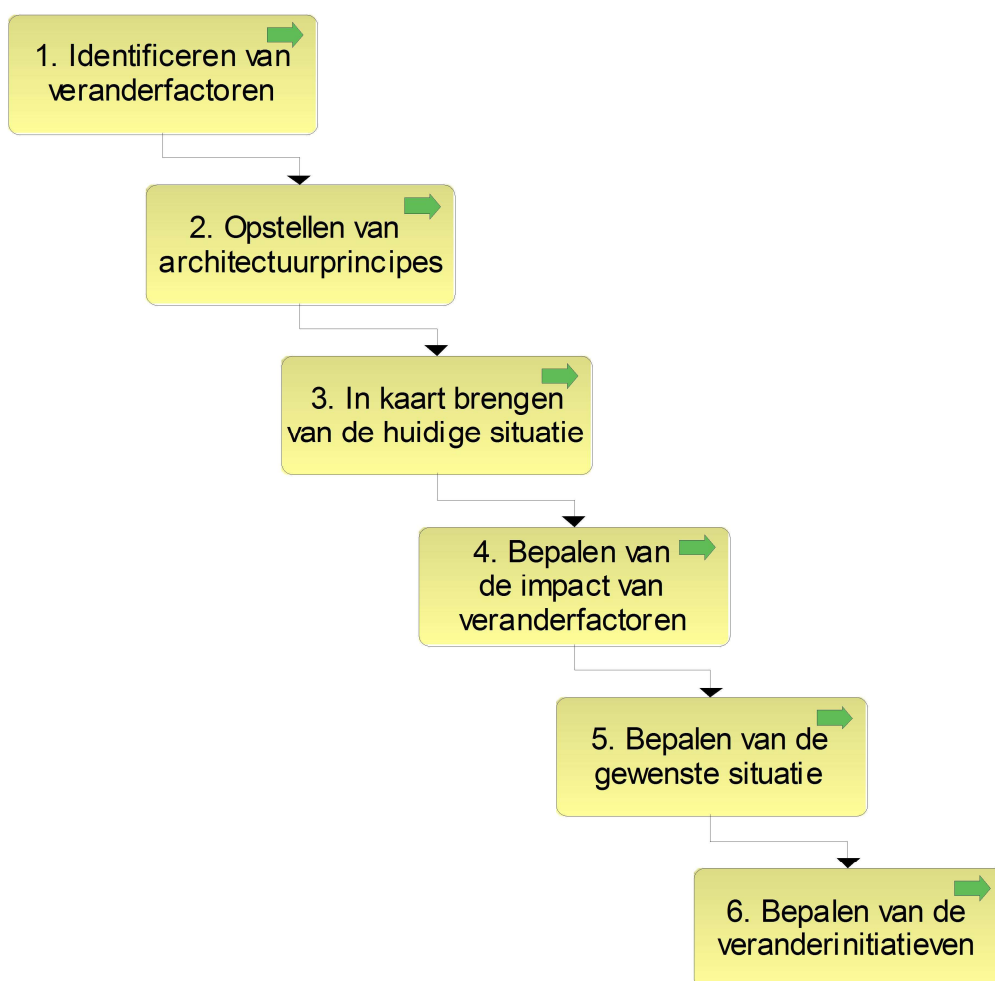 1. Identificeren van
veranderfactoren
2. Opstellen van
architectuurprincipes
3. In kaart brengen
van de huidige situatie
4. Bepalen van
de impact van
veranderfactoren
5. Bepalen van de
gewenste situatie
6. Bepalen van de
veranderinitiatieven